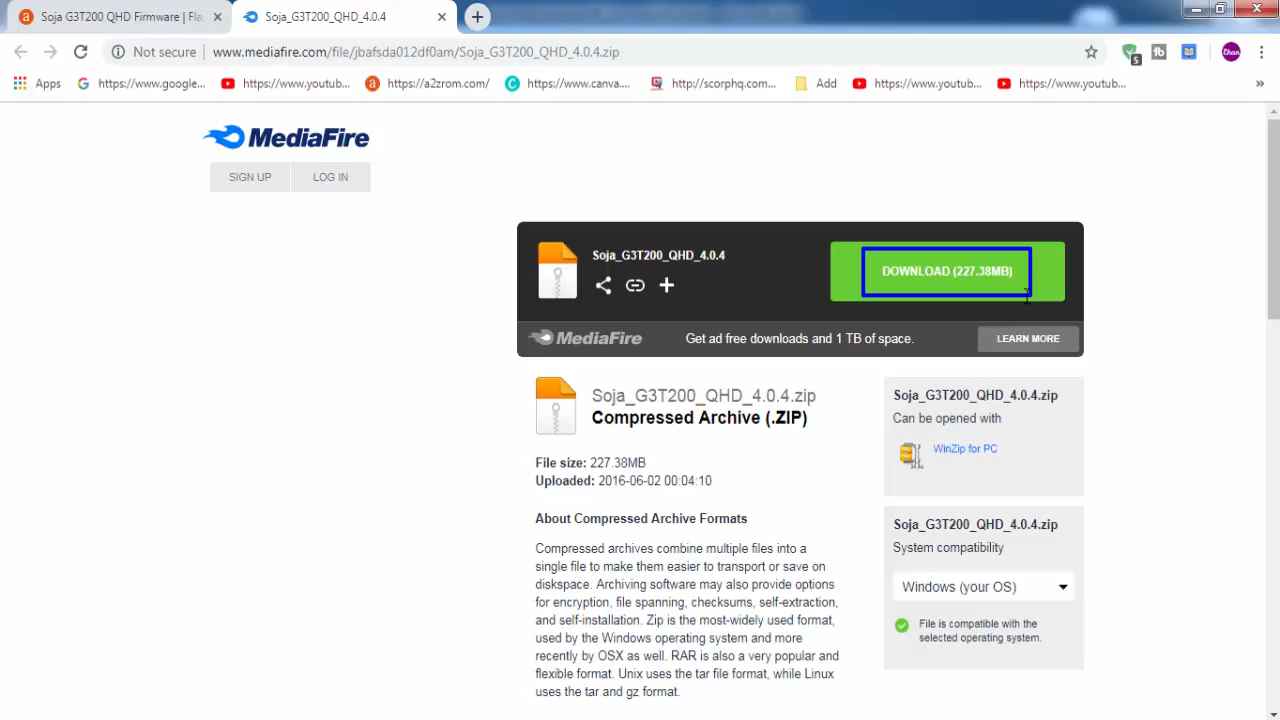 Soja G3T200 QHD Firmware | Fla
Soja_G3T200_QHD_4.0.4
Not secure
www.mediafire.com/file/jbafsda012df0am/Soja_G3T200_QHD_4.0.4.zip
5
Apps
https://www.google...
https://www.youtub...
https://a2zrom.com/
https://www.canva....
http://scorphq.com...
Add
https://www.youtub...
https://www.youtub...
»
MediaFire
SIGN UP
LOG IN
Soja_G3T200_QHD_4.0.4
DOWNLOAD (227.38MB)
MediaFire
Get ad free downloads and 1 TB of space.
LEARN MORE
Soja_G3T200_QHD_4.0.4.zip
Compressed Archive (.ZIP)
File size: 227.38MB
Uploaded: 2016-06-02 00:04:10
About Compressed Archive Formats
Compressed archives combine multiple files into a
single file to make them easier to transport or save on
diskspace. Archiving software may also provide options
for encryption, file spanning, checksums, self-extraction,
and self-installation. Zip is the most-widely used format,
used by the Windows operating system and more
recently by OSX as well. RAR is also a very popular and
flexible format. Unix uses the tar file format, while Linux
uses the tar and gz format.
Soja_G3T200_QHD_4.0.4.zip
Can be opened with
WinZip for PC
Soja_G3T200_QHD_4.0.4.zip
System compatibility
Windows (your OS)
File is compatible with the
selected operating system.